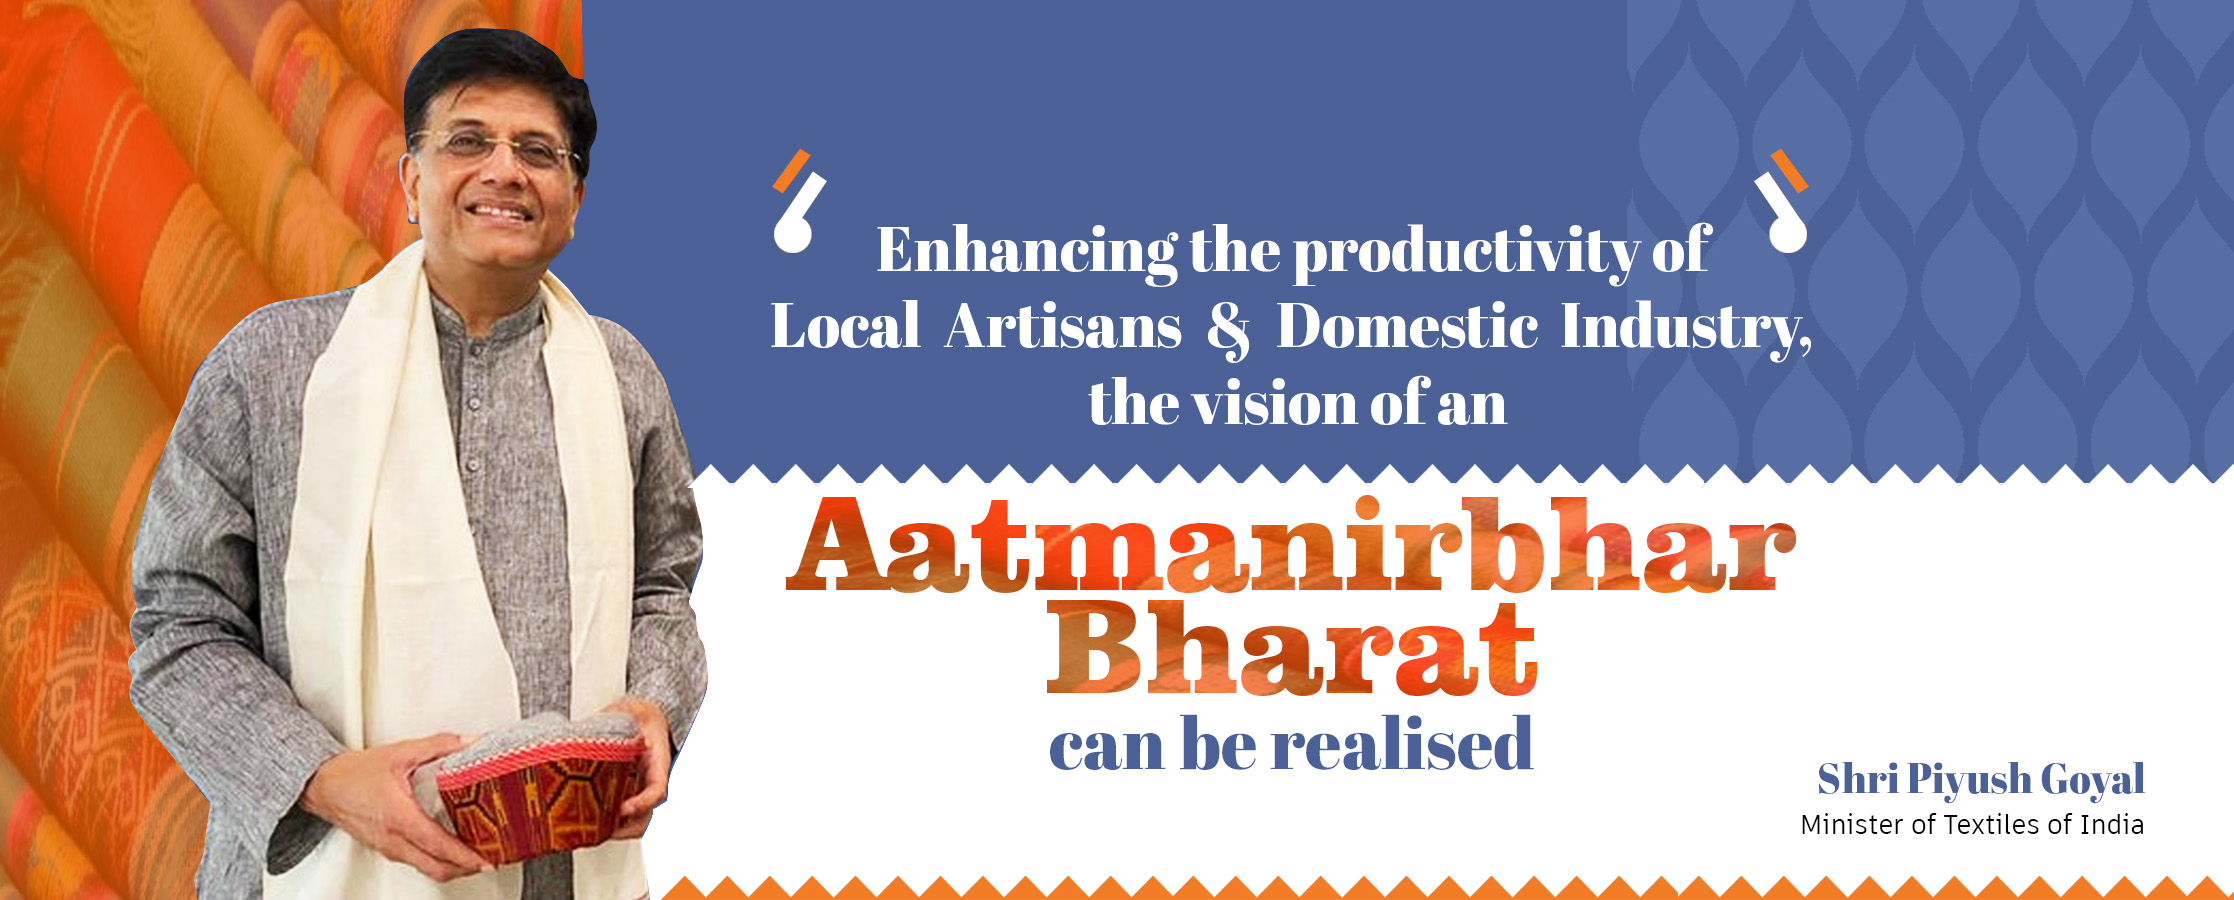 Enhancing the productivity of
Local Artisans & Domestic Industry,
the vision of an
Aatmanirbhar
Bharat
can be realised
Shri Piyush Goyal
Minister of Textiles of India